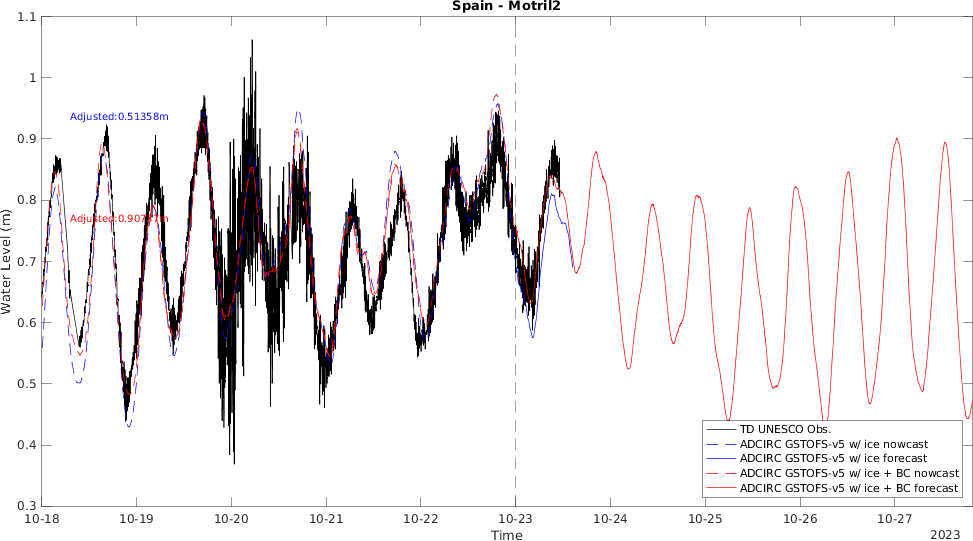 Spain - Motril2
1.1
1
0.9
0.8
0.7
0.6
0.5
0.4
0.3
Water Level (m)
Adjusted:0.51358m
TD UNESCO Obs.
ADCIRC GSTOFS-v5 w/ ice nowcast
ADCIRC GSTOFS-v5 w/ ice forecast
ADCIRC GSTOFS-v5 w/ ice + BC nowcast
ADCIRC GSTOFS-v5 w/ ice + BC forecast
10-18 10-19 10-20 10-21 10-22 10-23 10-24 10-25 10-26 10-27
Time
2023